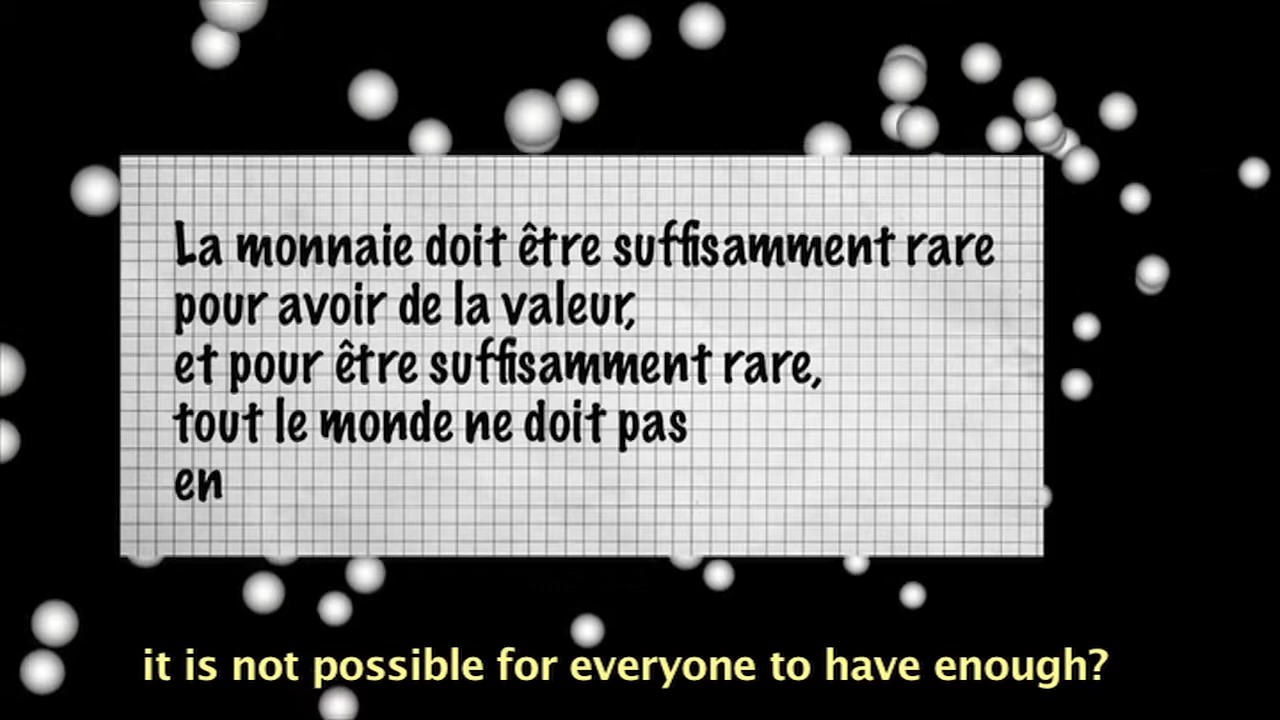 La monnaie doit être suffisamment rare
pour avoir de la valeur,
et pour être suffisamment rare,
tout le monde ne doit pas
en
it is not possible for everyone to have enough?